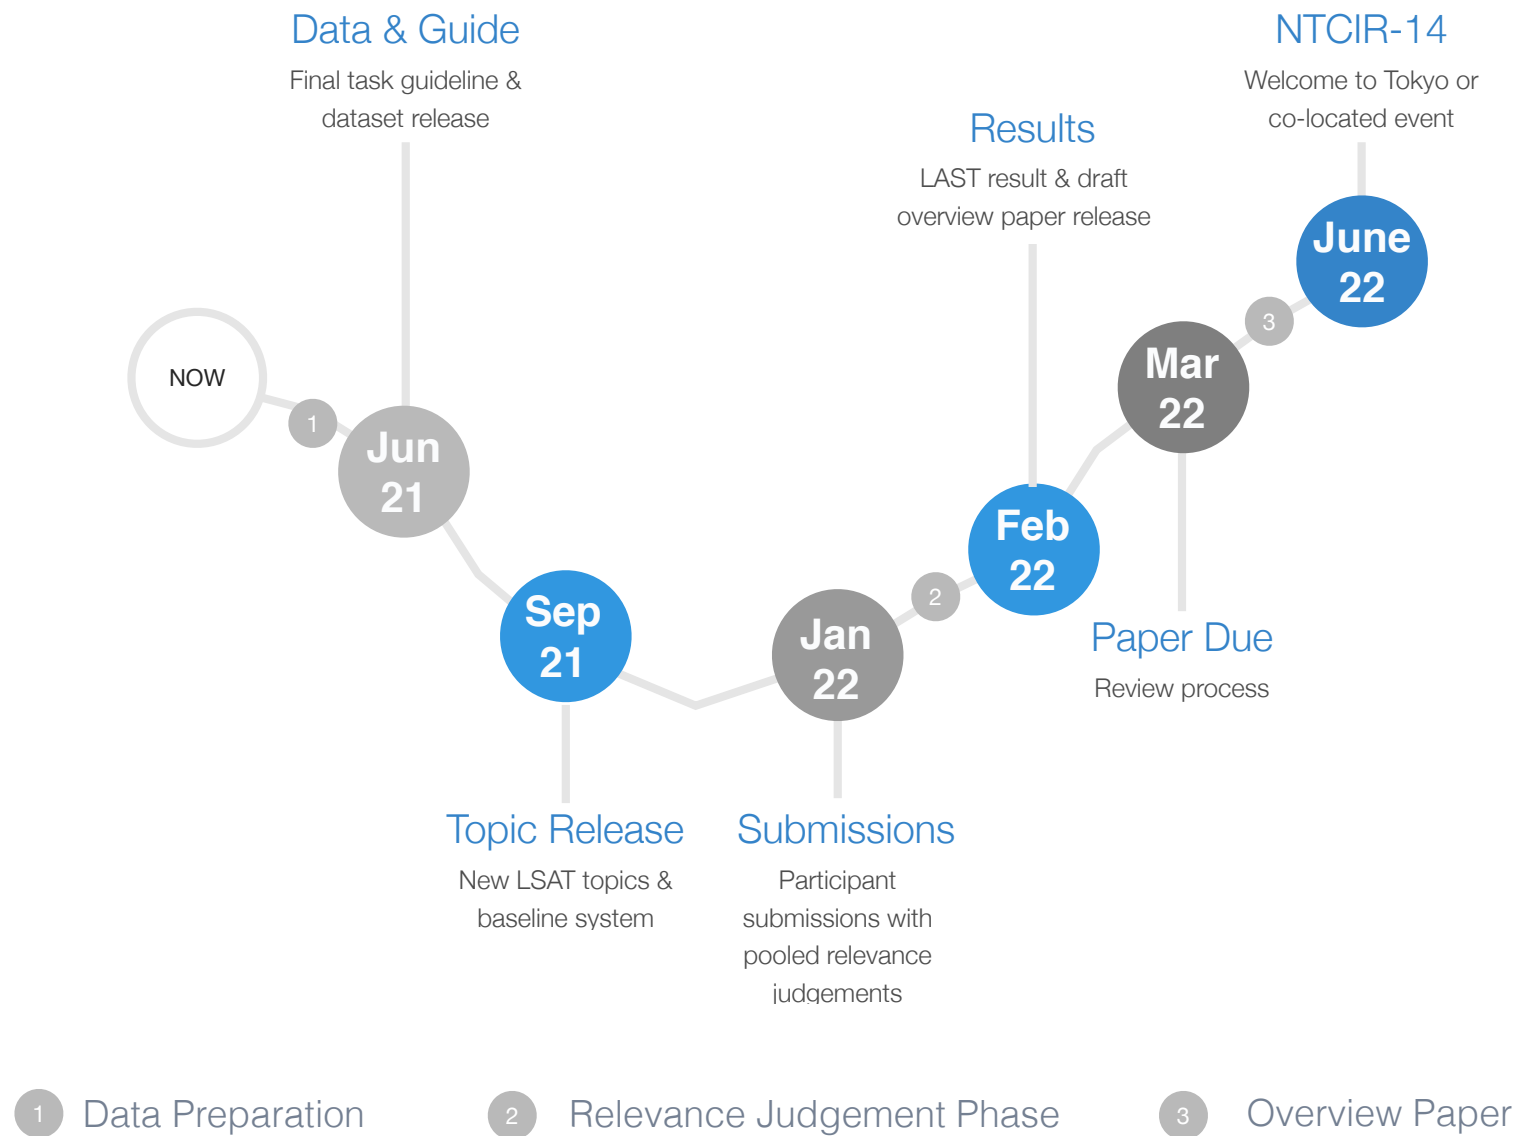 Data & Guide
Final task guideline &
dataset release
NTCIR-14
Welcome to Tokyo or
co-located event
Results
LAST result & draft
overview paper release
June
22
3
Mar
22
NOW
1
Jun
21
Feb
22
2
Sep
21
Jan
22
Paper Due
Review process
Topic Release
New LSAT topics &
baseline system
Submissions
Participant
submissions with
pooled relevance
judgements
1 Data Preparation
2 Relevance Judgement Phase
3 Overview Paper